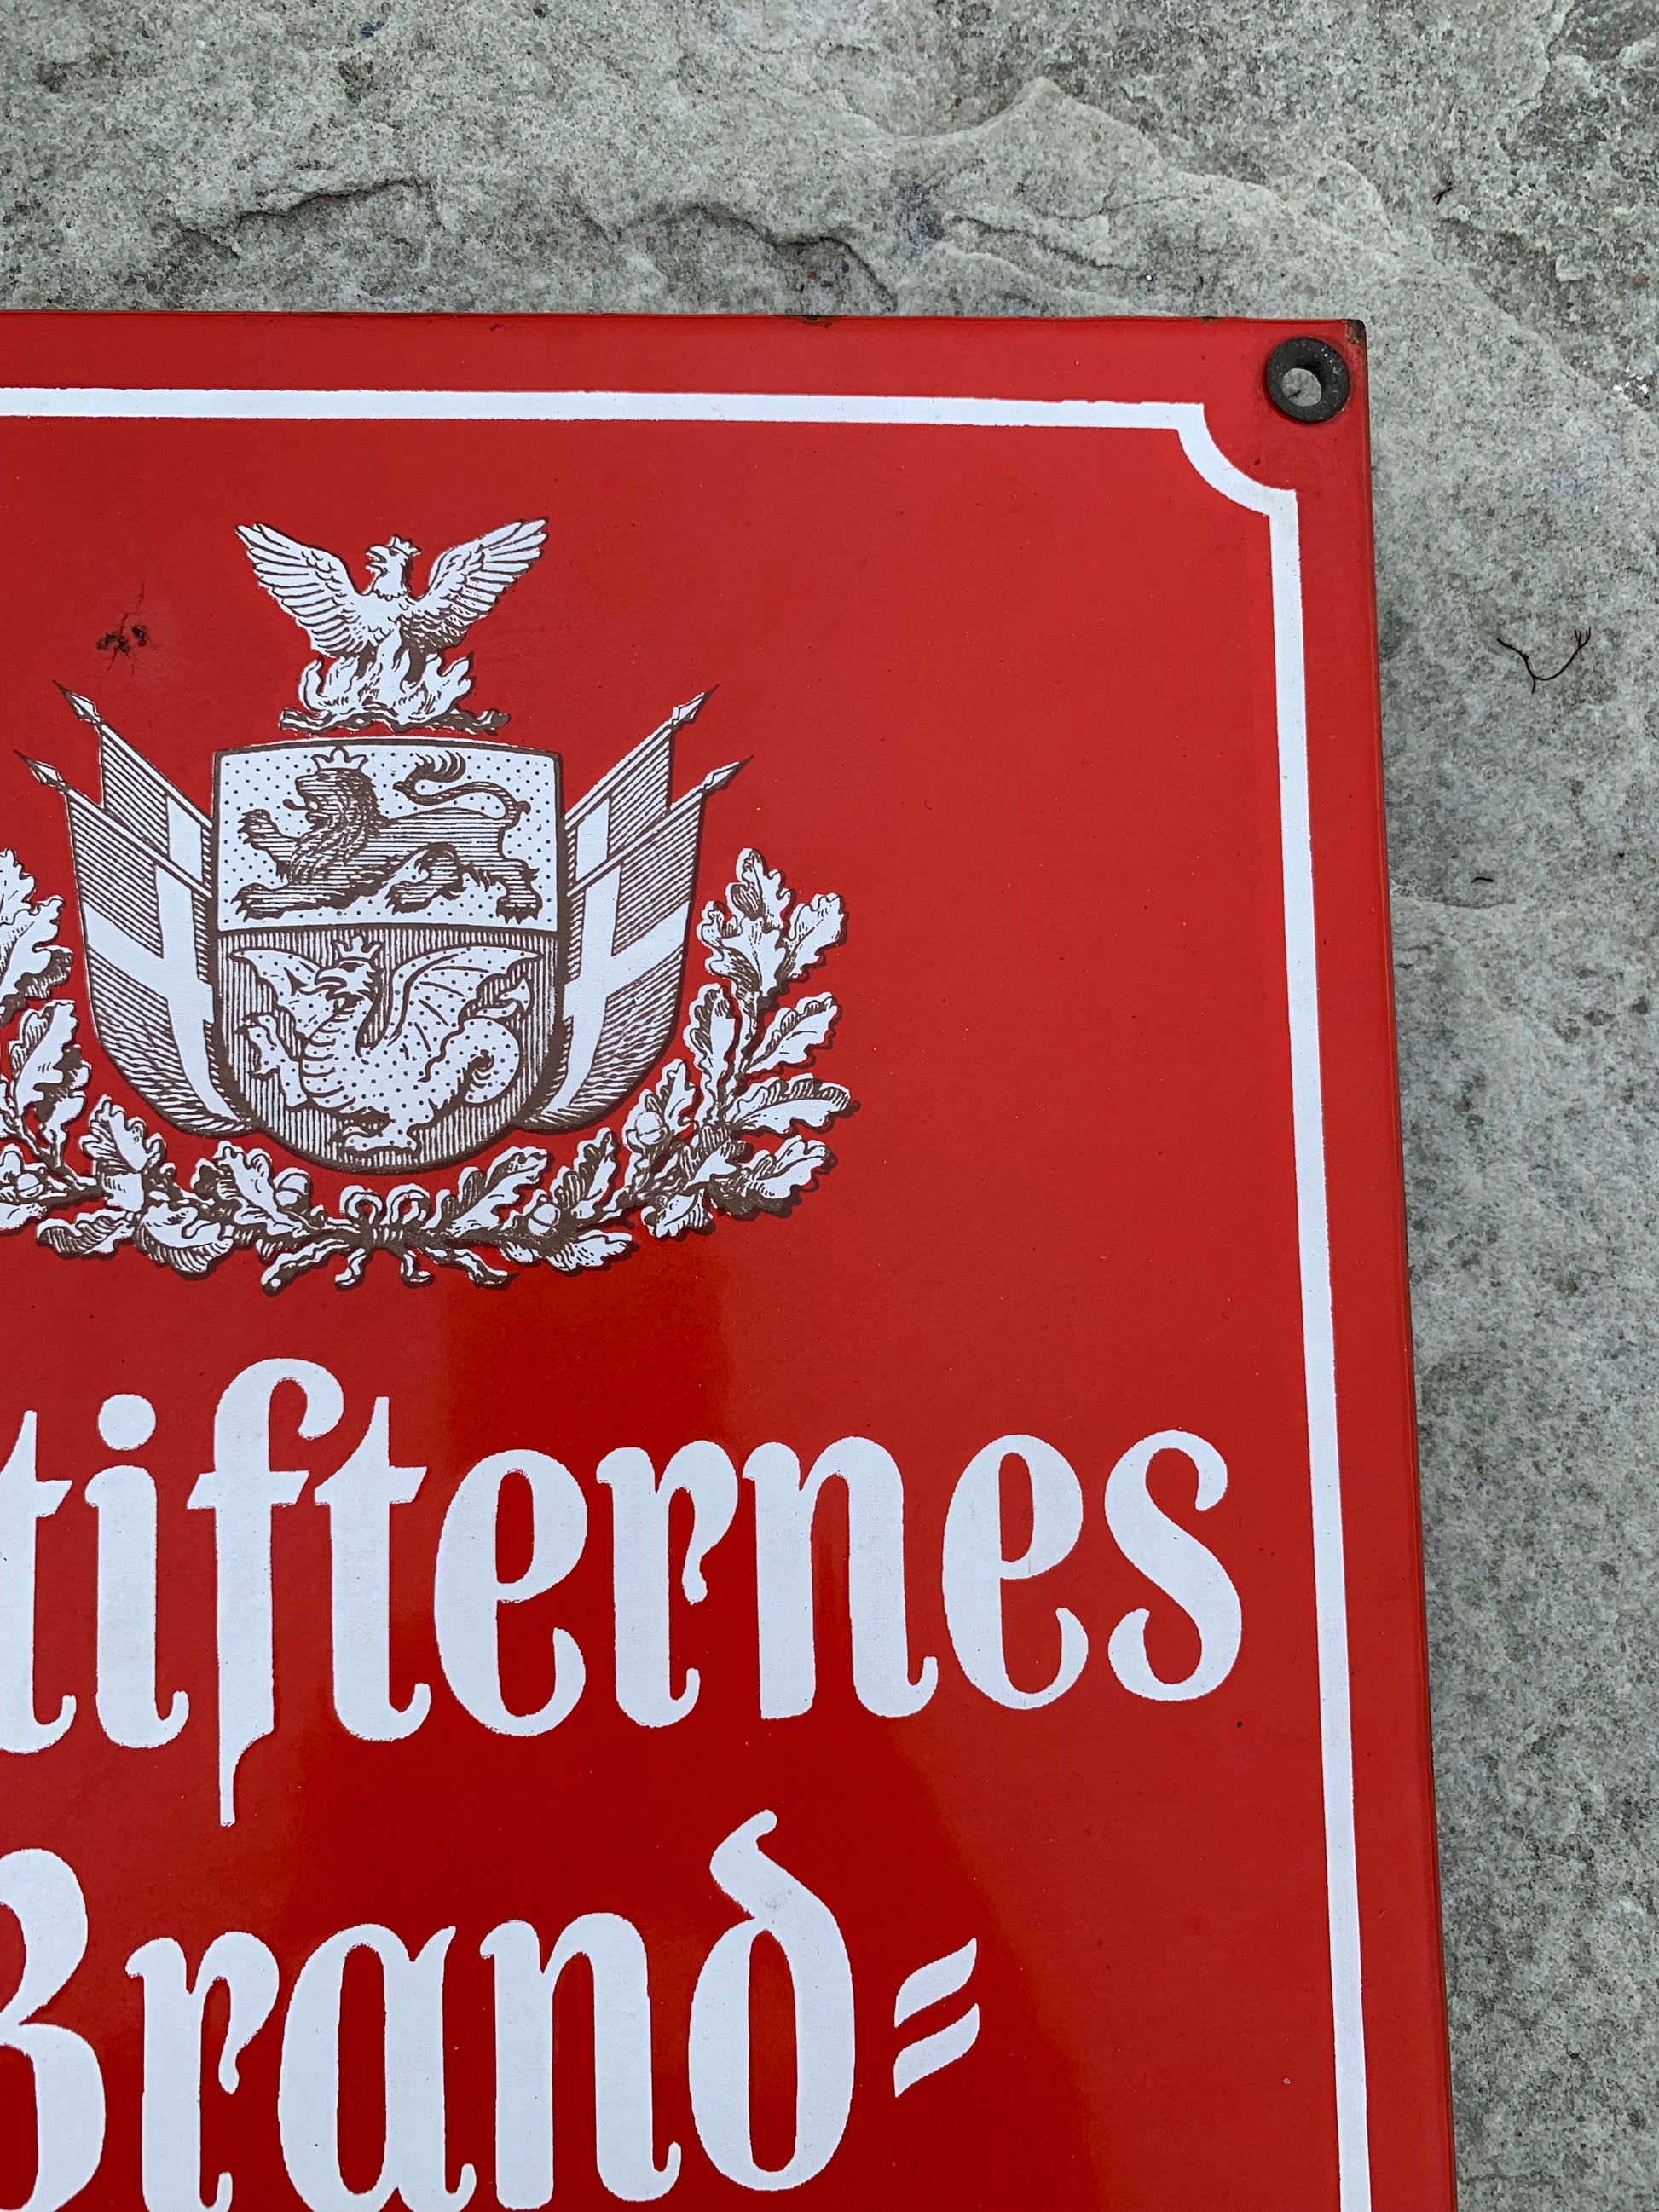 tifternes
Brand=